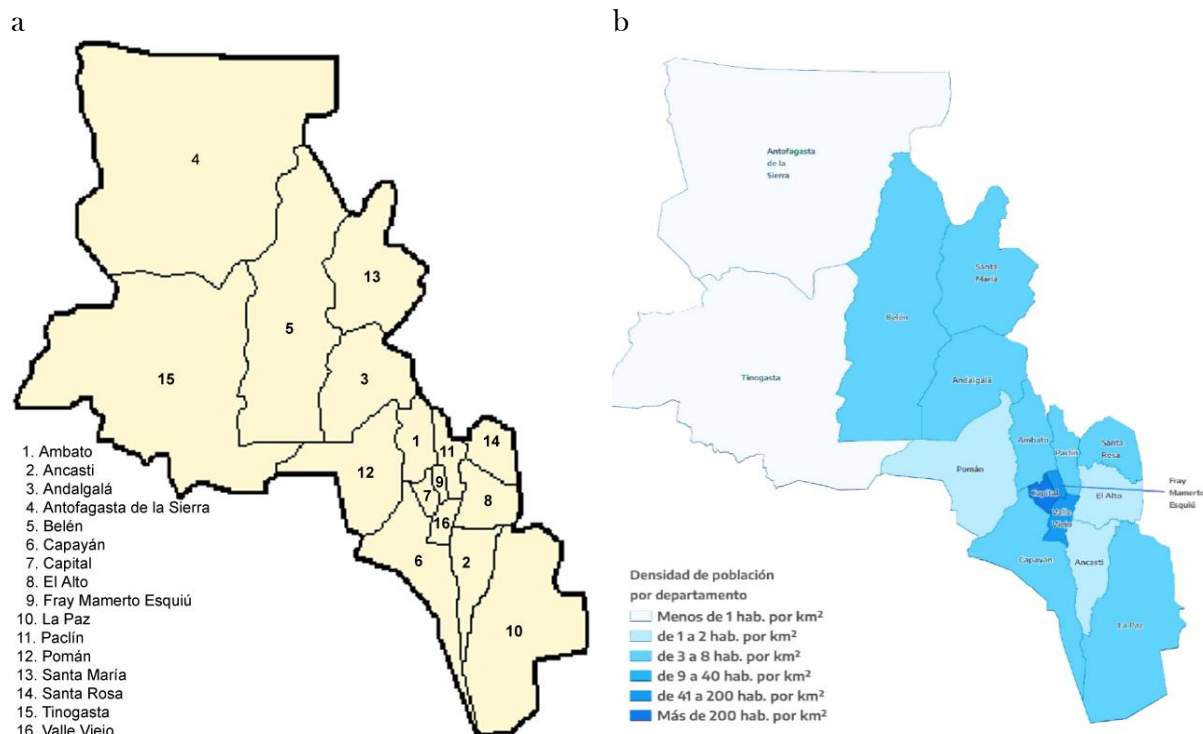 a
4
13
5
3
15
1
11
14
12
9
7
8
16
6
2
10
1. Ambato
2. Ancasti
3. Andalgalá
4. Antofagasta de la Sierra
5. Belén
6. Capayán
7. Capital
8. El Alto
9. Fray Mamerto Esquiú
10. La Paz
11. Paclín
12. Pomán
13. Santa María
14. Santa Rosa
15. Tinogasta
16. Valle Viejo
b
Antofagasta
de la
Sierra
Santa
María
Belén
Tinogasta
Andalgalá
Ambato
Paclín
Santa
Rosa
Pomán
Capital
El Alto
Fray
Mamerto
Esquiú
Valle
Viejo
Capayán
Ancasti
La Paz
Densidad de población
por departamento
Menos de 1 hab. por km²
de 1 a 2 hab. por km²
de 3 a 8 hab. por km²
de 9 a 40 hab. por km²
de 41 a 200 hab. por km²
Más de 200 hab. por km²